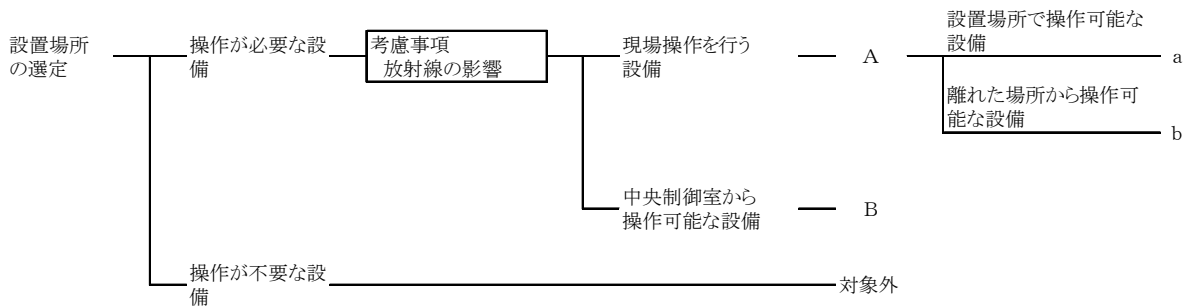 設置場所
の選定
操作が必要な設
備
考慮事項
放射線の影響
現場操作を行う
設備
A
設置場所で操作可能な
設備
a
離れた場所から操作可
能な設備
b
中央制御室から
操作可能な設備
B
操作が不要な設
備
対象外